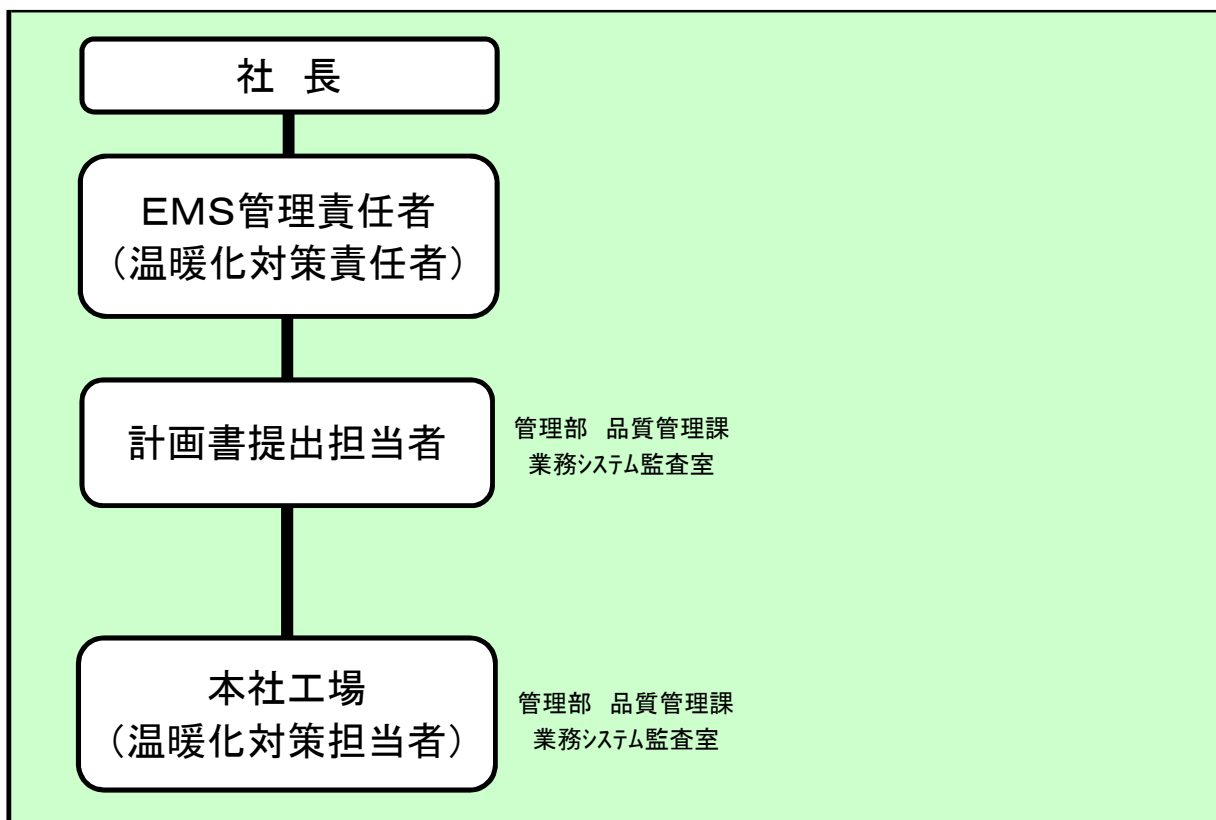 社 長
EMS管理責任者
（温暖化対策責任者）
計画書提出担当者
管理部 品質管理課
業務ｼｽﾃﾑ監査室
本社工場
（温暖化対策担当者）
管理部 品質管理課
業務ｼｽﾃﾑ監査室